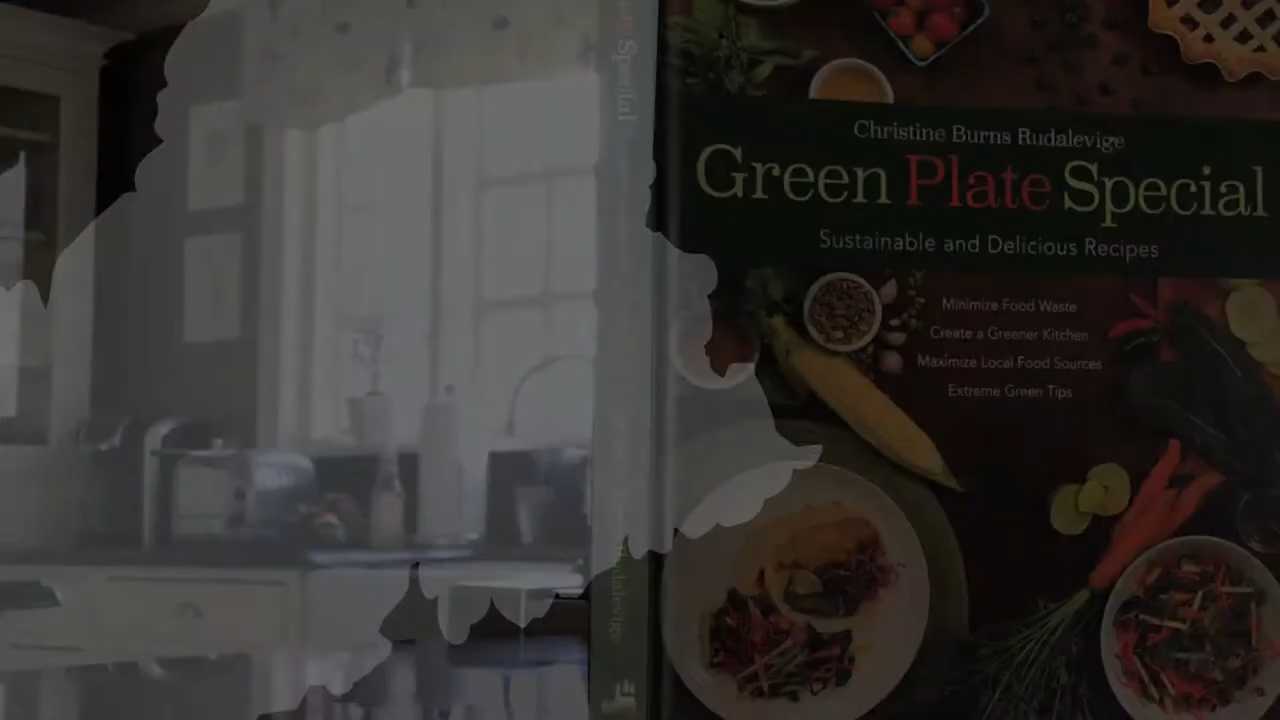 Special
Rudalevige
Christine Burns Rudalevige
Green Plate Special
Sustainable and Delicious Recipes
Minimize Food Waste
Create a Greener Kitchen
Maximize Local Food Sources
Extreme Green Tips